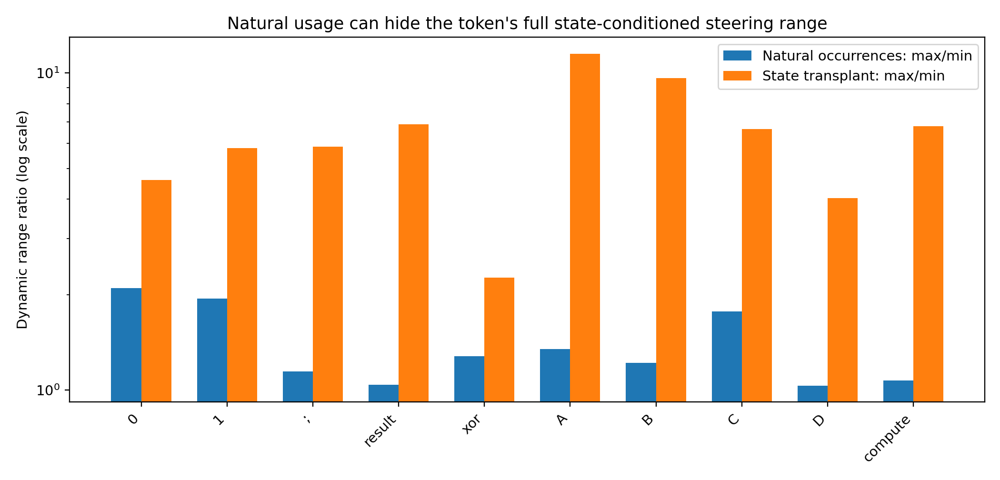 Natural usage can hide the token's full state-conditioned steering range
Natural occurrences: max/min
State transplant: max/min
Dynamic range ratio (log scale)
10¹
10⁰
0
1
;
result
xor
A
B
C
D
compute